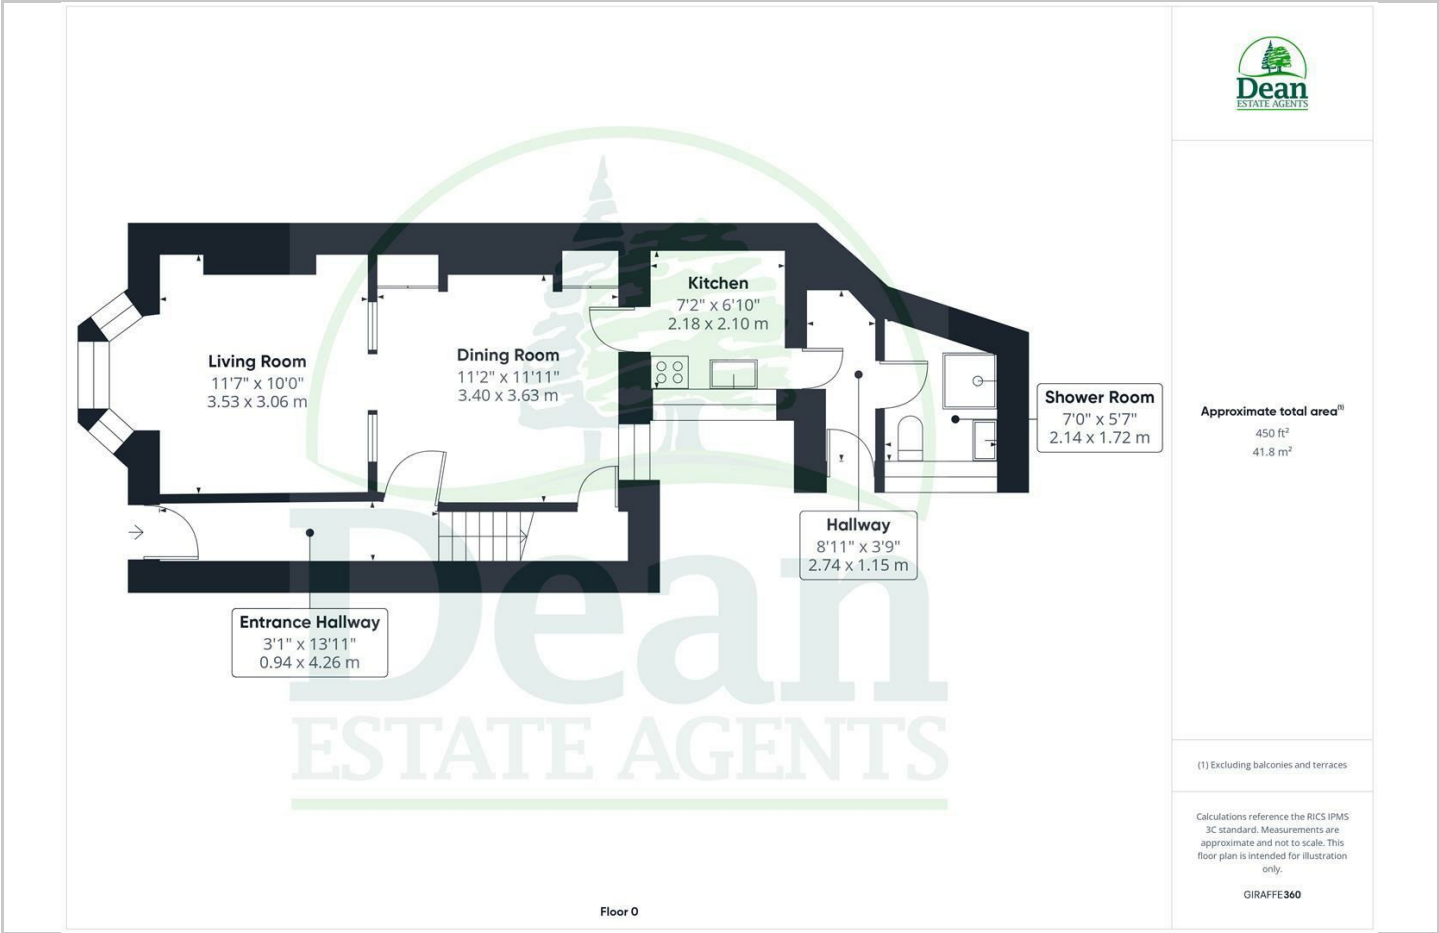 Dean
ESTATE AGENTS
Kitchen
7'2" x 6'10"
2.18 x 2.10 m
Living Room
11'7" x 10'0"
3.53 x 3.06 m
Dining Room
11'2" x 11'11"
3.40 x 3.63 m
Shower Room
7'0" x 5'7"
2.14 x 1.72 m
Hallway
8'11" x 3'9"
2.74 x 1.15 m
Entrance Hallway
3'1" x 13'11"
0.94 x 4.26 m
Dean
ESTATE AGENTS
Floor 0
Approximate total area(1)
450 ft²
41.8 m²
(1) Excluding balconies and terraces
Calculations reference the RICS IPMS
3C standard. Measurements are
approximate and not to scale. This
floor plan is intended for illustration
only.
GIRAFFE360